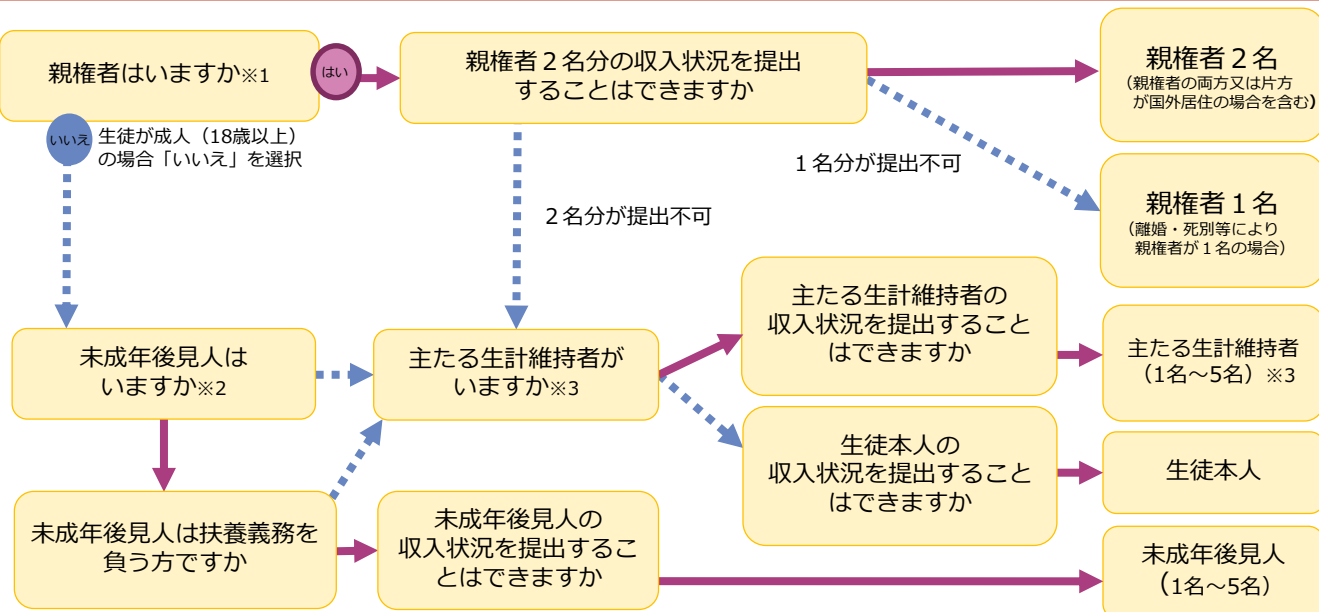 親権者はいますか※1
はい
親権者２名分の収入状況を提出
することはできますか
親権者２名
(親権者の両方又は片方
が国外居住の場合を含む)
いいえ
生徒が成人（18歳以上）
の場合「いいえ」を選択
１名分が提出不可
２名分が提出不可
親権者１名
（離婚・死別等により
親権者が１名の場合）
未成年後見人は
いますか※2
主たる生計維持者が
いますか※3
主たる生計維持者の
収入状況を提出すること
はできますか
主たる生計維持者
（1名～5名）※3
生徒本人の
収入状況を提出すること
はできますか
生徒本人
未成年後見人は扶養義務を
負う方ですか
未成年後見人の
収入状況を提出するこ
とはできますか
未成年後見人
（1名～5名）